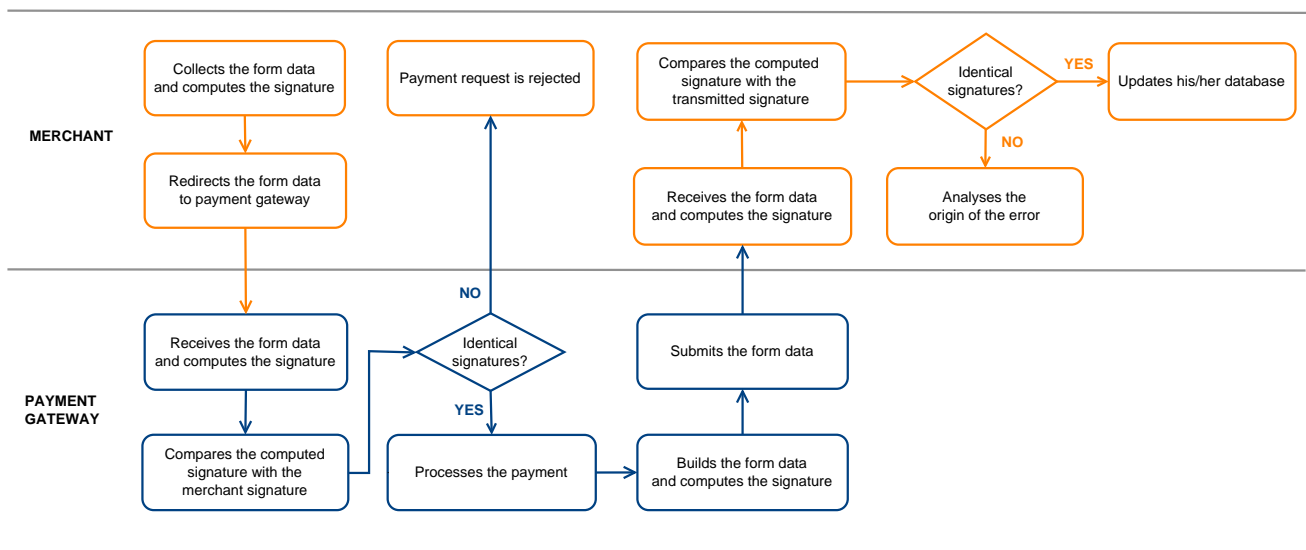 MERCHANT
Collects the form data
and computes the signature
Redirects the form data
to payment gateway
Payment request is rejected
Compares the computed
signature with the
transmitted signature
Receives the form data
and computes the signature
Identical
signatures?
YES
Updates his/her database
NO
Analyses the
origin of the error
PAYMENT
GATEWAY
Receives the form data
and computes the signature
Compares the computed
signature with the
merchant signature
NO
Identical
signatures?
YES
Processes the payment
Submits the form data
Builds the form data
and computes the signature